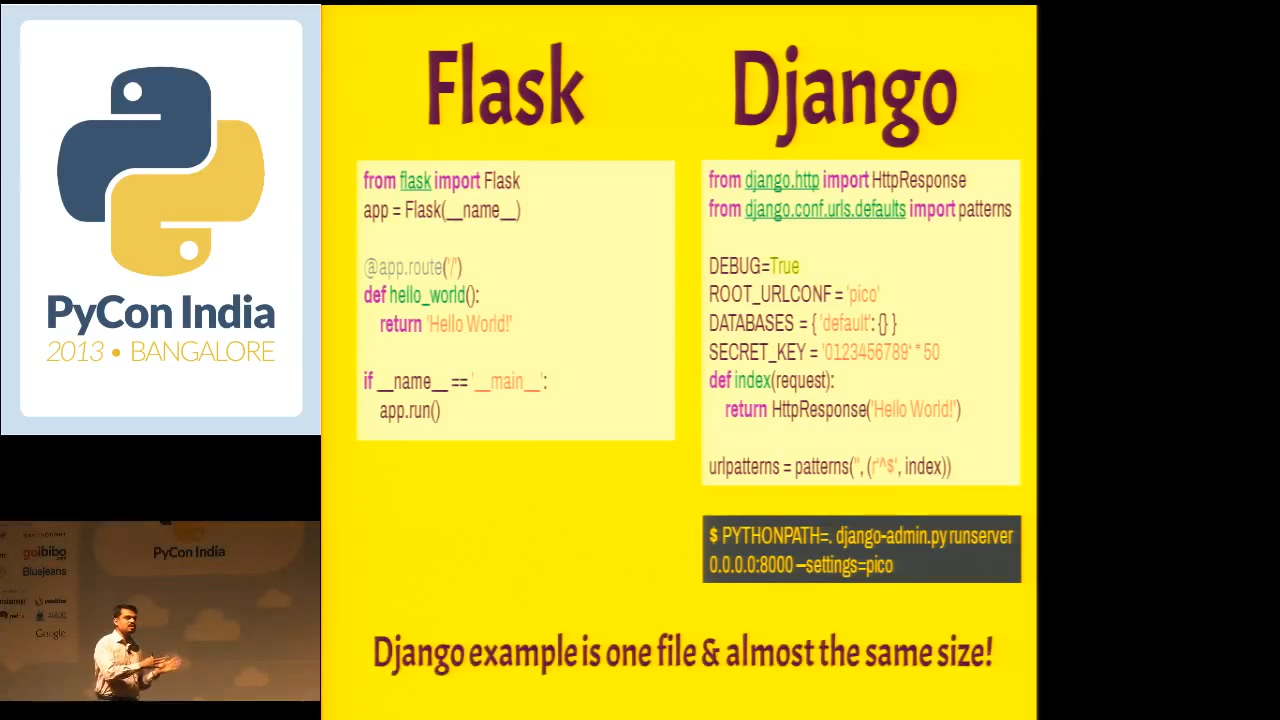 PyCon India
2013 • BANGALORE
Flask
from flask import Flask
app = Flask(__name__)
@app.route('/')
def hello_world():
return 'Hello World!'
if __name__ == '__main__':
app.run()
Django
from django.http import HttpResponse
from django.conf.urls.defaults import patterns
DEBUG=True
ROOT_URLCONF = 'pico'
DATABASES = { 'default': {} }
SECRET_KEY = '0123456789' * 50
def index(request):
return HttpResponse('Hello World!')
urlpatterns = patterns('', (r'^$', index))
$ PYTHONPATH=. django-admin.py runserver
0.0.0.0:8000 –settings=pico
Django example is one file & almost the same size!
goibibo
Bluejeans
Google
PyCon India